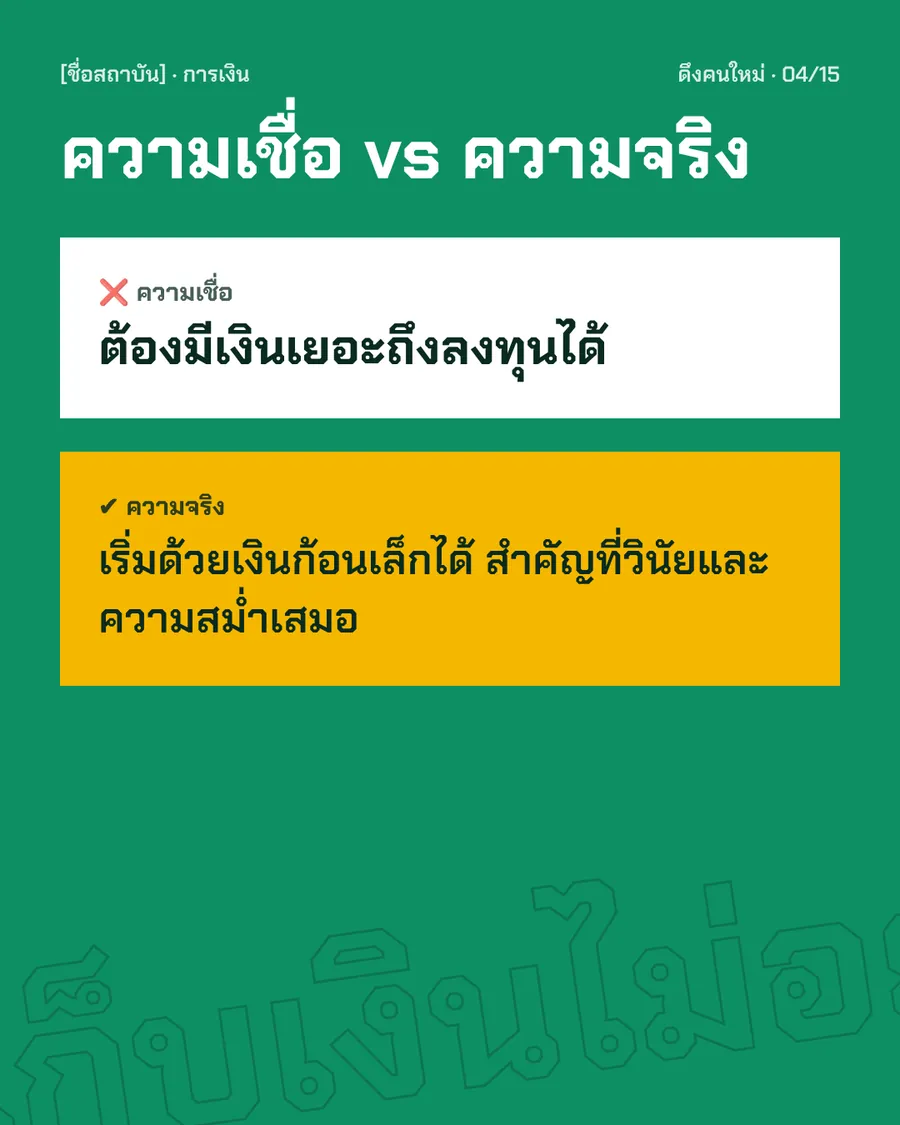 [ชื่อสถาบัน] · การเงิน
ดึงคนใหม่ · 04/15
ความเชื่อ vs ความจริง
❌ ความเชื่อ
ต้องมีเงินเยอะถึงลงทุนได้
✔ ความจริง
เริ่มด้วยเงินก้อนเล็กได้ สำคัญที่วินัยและ
ความสม่ำเสมอ
ก็บเงินไม่อ